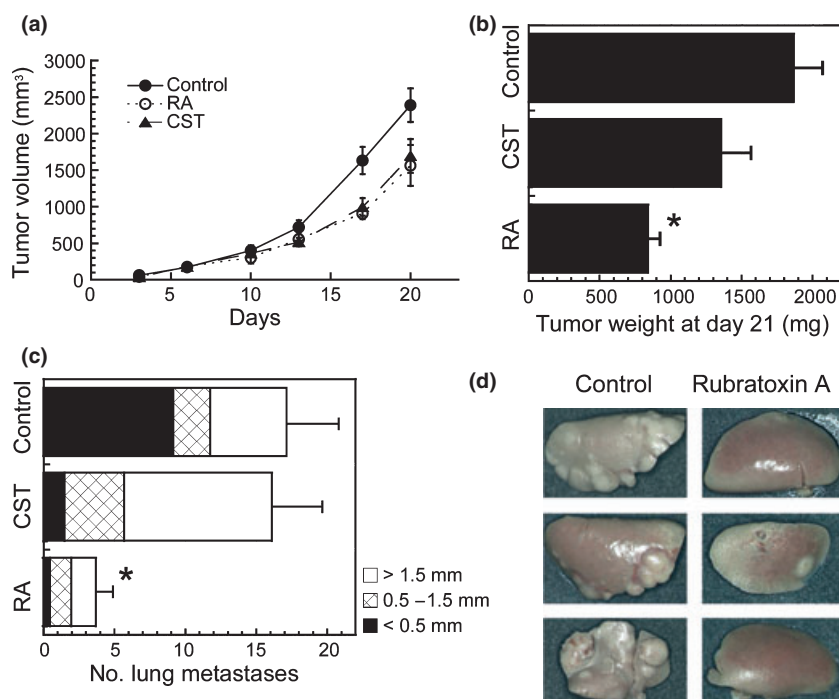 (a)
3000
2500
2000
1500
1000
500
0
Tumor volume (mm³)
Control
RA
CST
0 5 10 15 20
Days
(b)
Control
CST
RA
*
0 500 1000 1500 2000
Tumor weight at day 21 (mg)
(c)
Control
CST
RA
*
0 5 10 15 20
No. lung metastases
> 1.5 mm
0.5 –1.5 mm
< 0.5 mm
(d)
Control Rubratoxin A